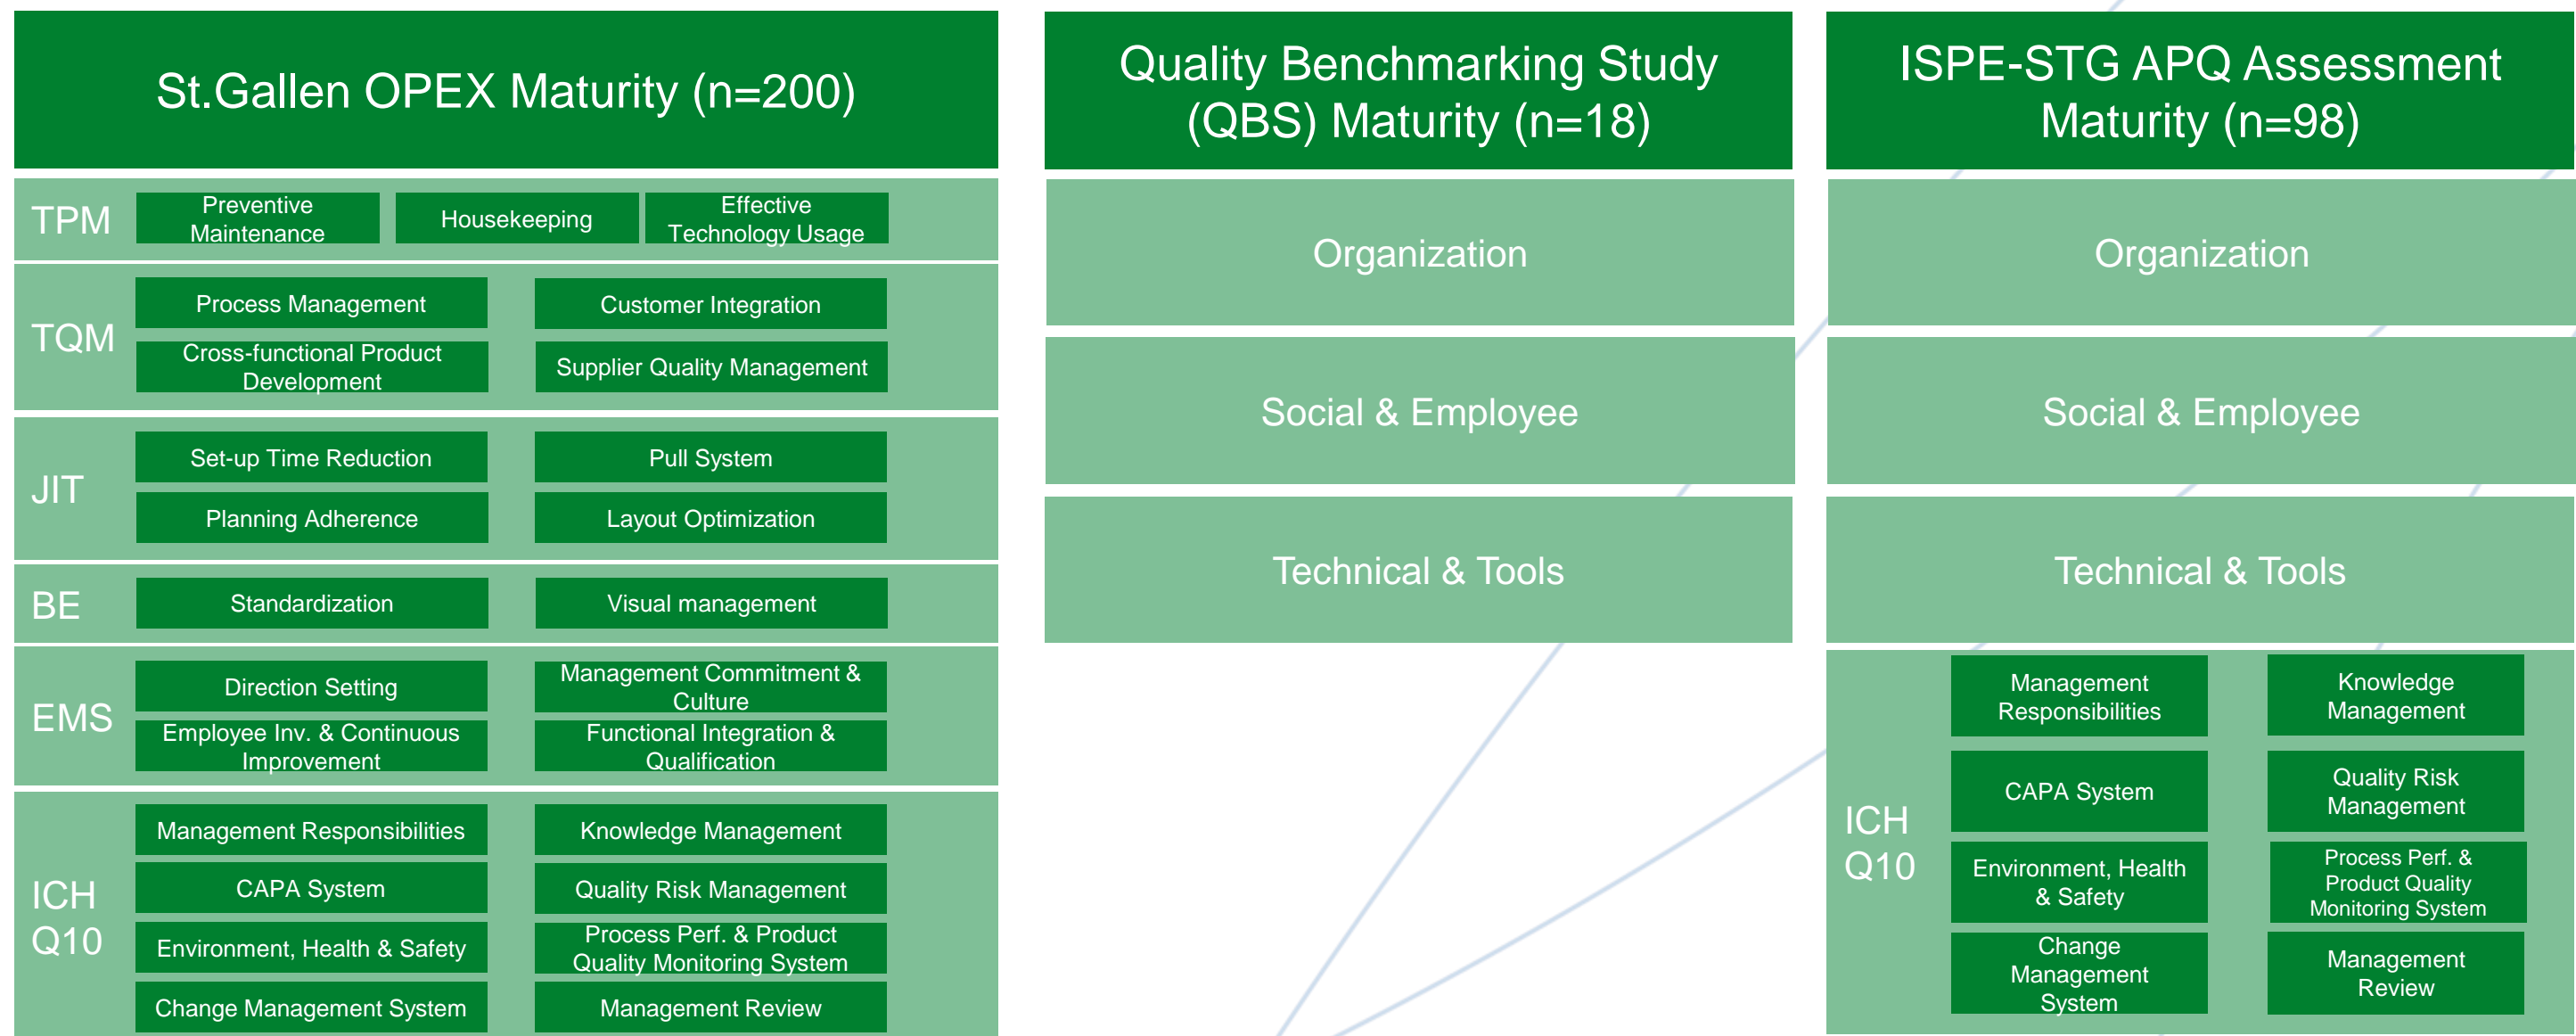 St.Gallen OPEX Maturity (n=200)
TPM
Preventive
Maintenance
Housekeeping
Effective
Technology Usage
TQM
Process Management
Customer Integration
Cross-functional Product
Development
Supplier Quality Management
JIT
Set-up Time Reduction
Pull System
Planning Adherence
Layout Optimization
BE
Standardization
Visual management
EMS
Direction Setting
Management Commitment &
Culture
Employee Inv. & Continuous
Improvement
Functional Integration &
Qualification
ICH
Q10
Management Responsibilities
Knowledge Management
CAPA System
Quality Risk Management
Environment, Health & Safety
Process Perf. & Product
Quality Monitoring System
Change Management System
Management Review
Quality Benchmarking Study
(QBS) Maturity (n=18)
Organization
Social & Employee
Technical & Tools
ISPE-STG APQ Assessment
Maturity (n=98)
Organization
Social & Employee
Technical & Tools
ICH
Q10
Management
Responsibilities
Knowledge
Management
CAPA System
Quality Risk
Management
Environment, Health
& Safety
Process Perf. &
Product Quality
Monitoring System
Change
Management
System
Management
Review